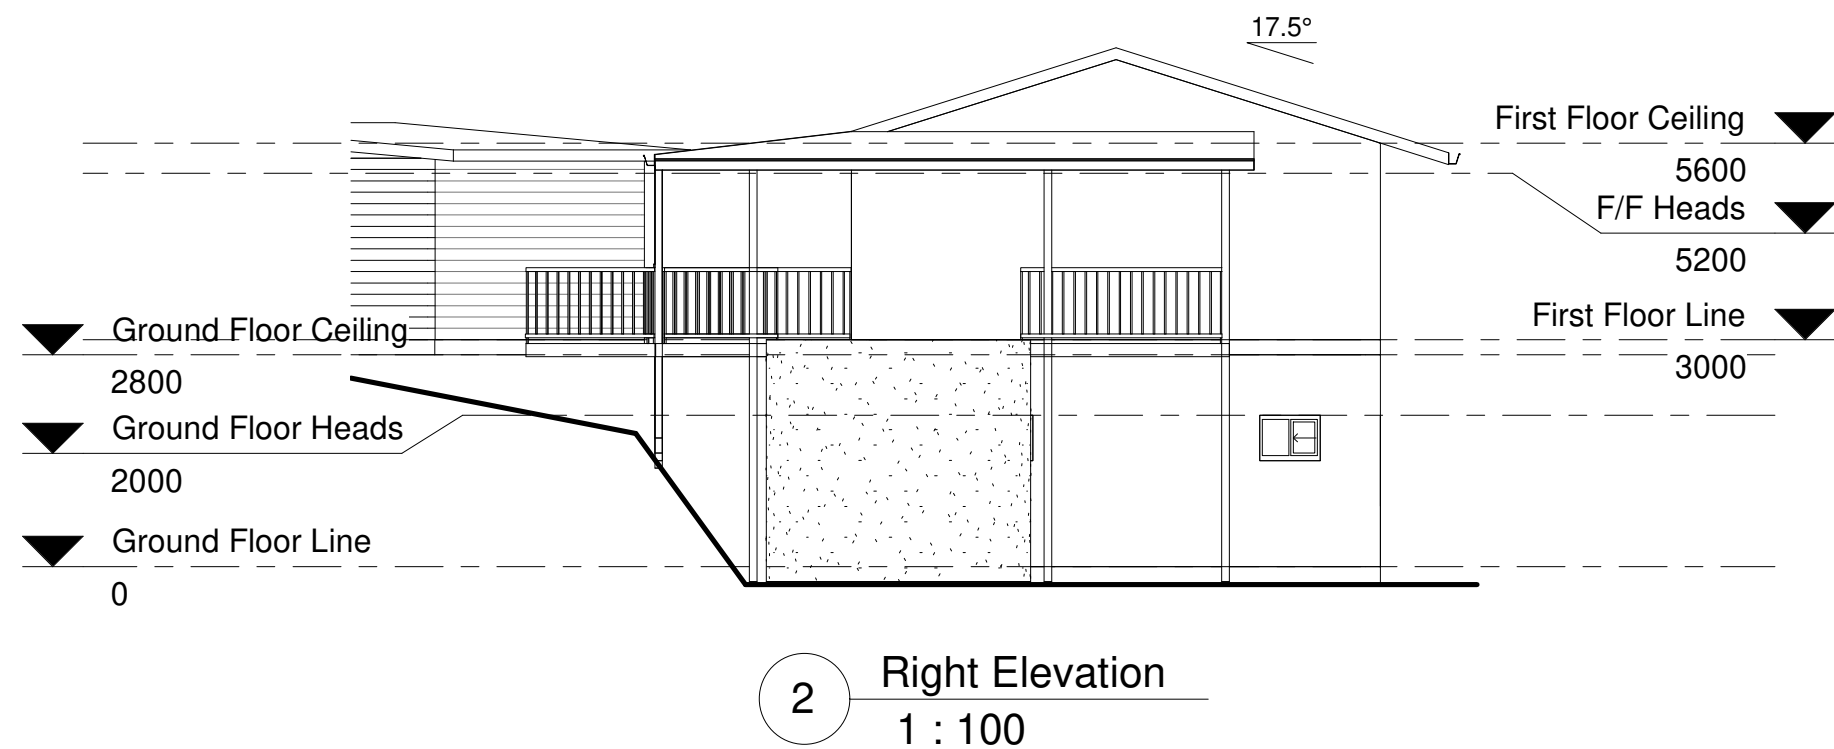 17.5°
First Floor Ceiling
5600
F/F Heads
5200
First Floor Line
3000
Ground Floor Ceiling
2800
Ground Floor Heads
2000
Ground Floor Line
0
2
Right Elevation
1 : 100